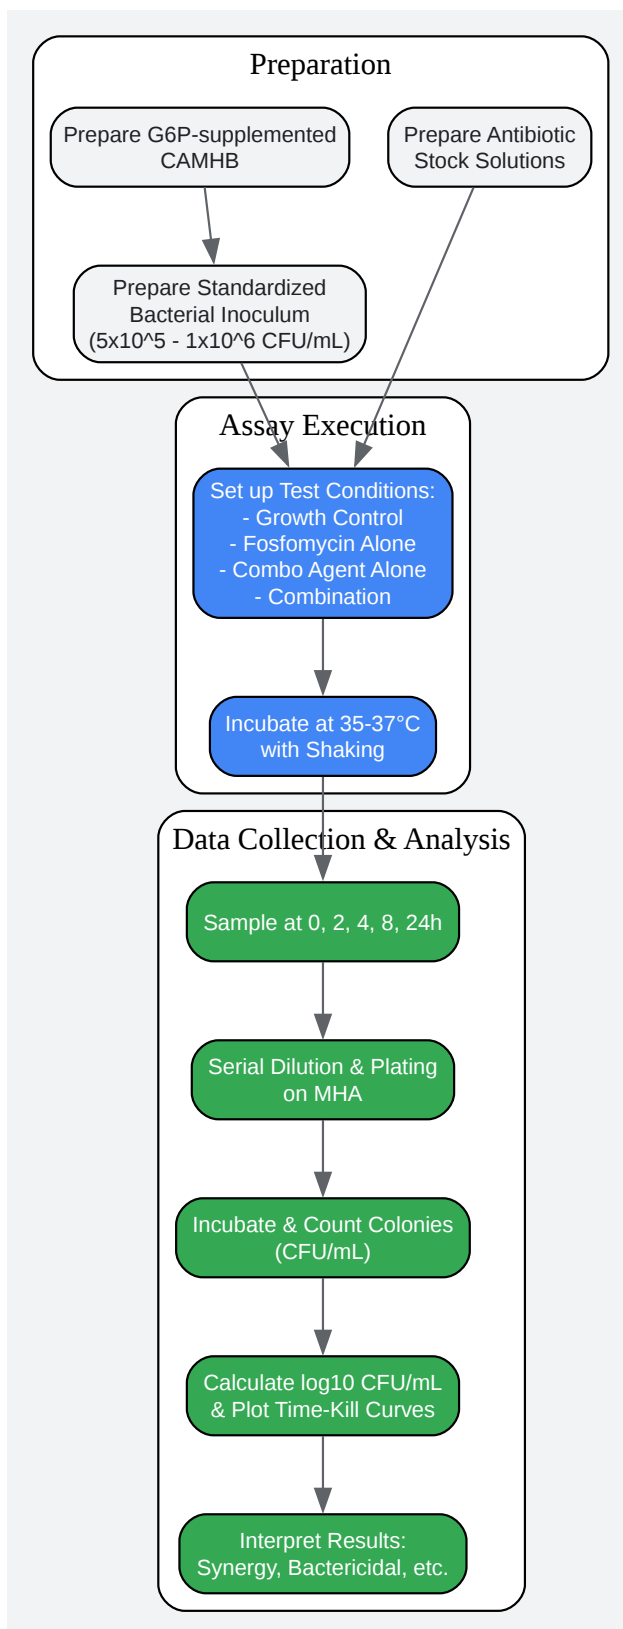 Preparation
Prepare G6P-supplemented
CAMHB
Prepare Antibiotic
Stock Solutions
Prepare Standardized
Bacterial Inoculum
(5x10^5 - 1x10^6 CFU/mL)
Assay Execution
Set up Test Conditions:
- Growth Control
- Fosfomycin Alone
- Combo Agent Alone
- Combination
Incubate at 35-37°C
with Shaking
Data Collection & Analysis
Sample at 0, 2, 4, 8, 24h
Serial Dilution & Plating
on MHA
Incubate & Count Colonies
(CFU/mL)
Calculate log10 CFU/mL
& Plot Time-Kill Curves
Interpret Results:
Synergy, Bactericidal, etc.